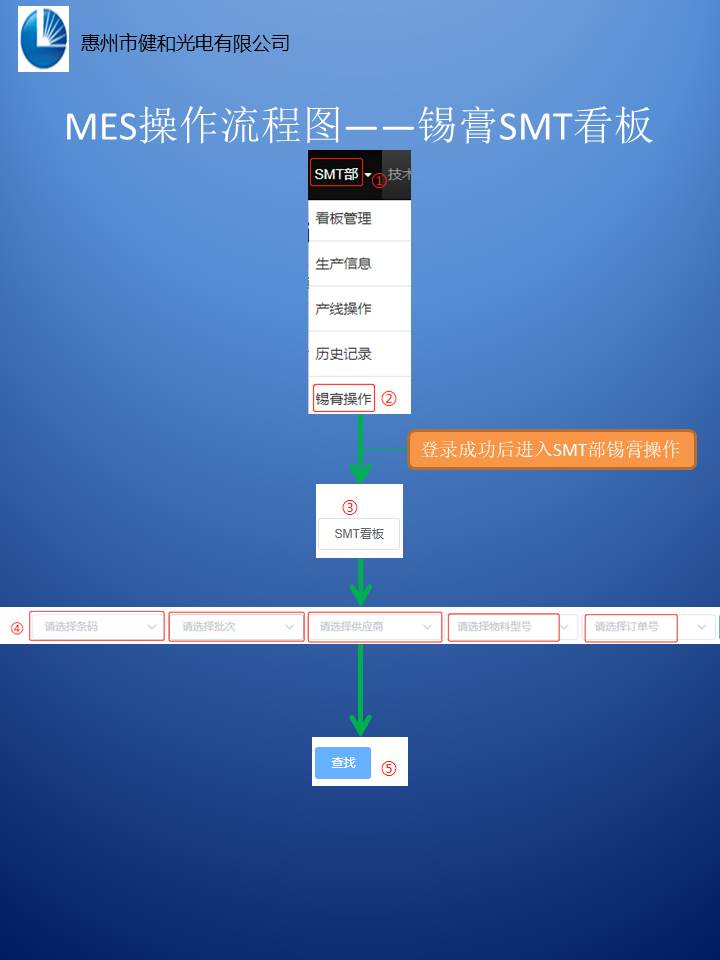 惠州市健和光电有限公司
MES操作流程图——锡膏SMT看板
SMT部 ① 技术
看板管理
生产信息
产线操作
历史记录
锡膏操作 ②
登录成功后进入SMT部锡膏操作
③
SMT看板
④ 请选择条码 请选择批次 请选择供应商 请选择物料型号 请选择订单号
查找 ⑤